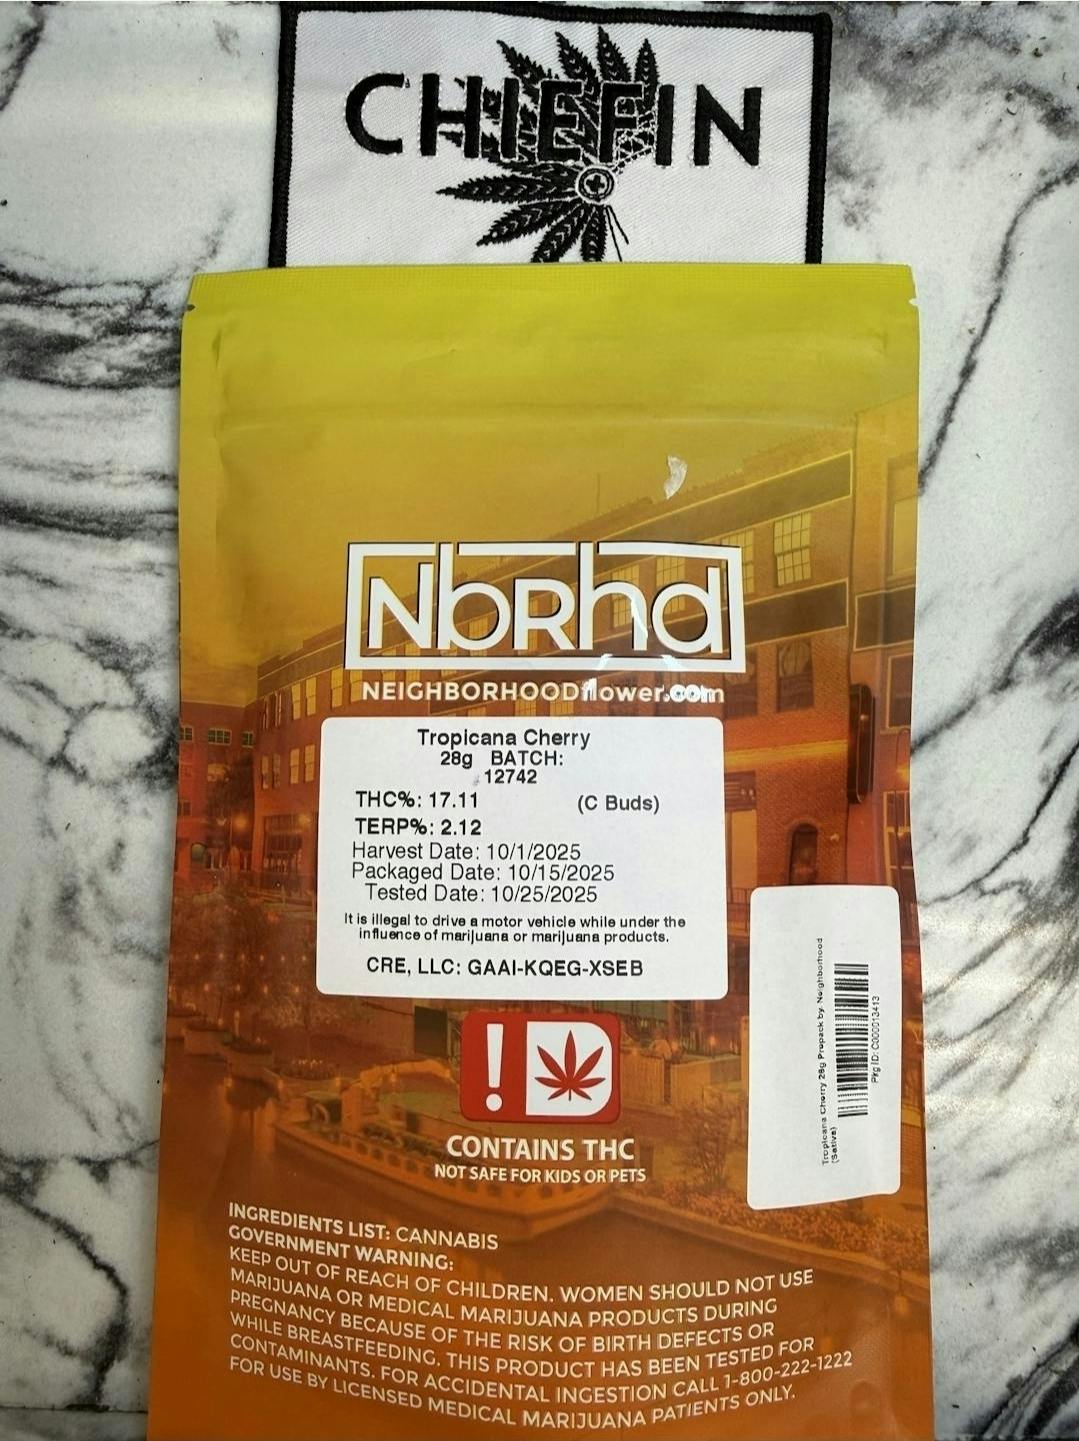 CHIEFIN
NbRhd
NEIGHBORHOODflower.com
Tropicana Cherry
28g BATCH:
12742
THC%: 17.11 (C Buds)
TERP%: 2.12
Harvest Date: 10/1/2025
Packaged Date: 10/15/2025
Tested Date: 10/25/2025
It is illegal to drive a motor vehicle while under the
influence of marijuana or marijuana products.
CRE, LLC: GAAI-KQEG-XSEB
Tropicana Cherry 28g Prepack by Neighborhood
(Sativa)
Pkg ID: C000013413
!
CONTAINS THC
NOT SAFE FOR KIDS OR PETS
INGREDIENTS LIST: CANNABIS
GOVERNMENT WARNING:
KEEP OUT OF REACH OF CHILDREN. WOMEN SHOULD NOT USE
MARIJUANA OR MEDICAL MARIJUANA PRODUCTS DURING
PREGNANCY BECAUSE OF THE RISK OF BIRTH DEFECTS OR
WHILE BREASTFEEDING. THIS PRODUCT HAS BEEN TESTED FOR
CONTAMINANTS. FOR ACCIDENTAL INGESTION CALL 1-800-222-1222
FOR USE BY LICENSED MEDICAL MARIJUANA PATIENTS ONLY.